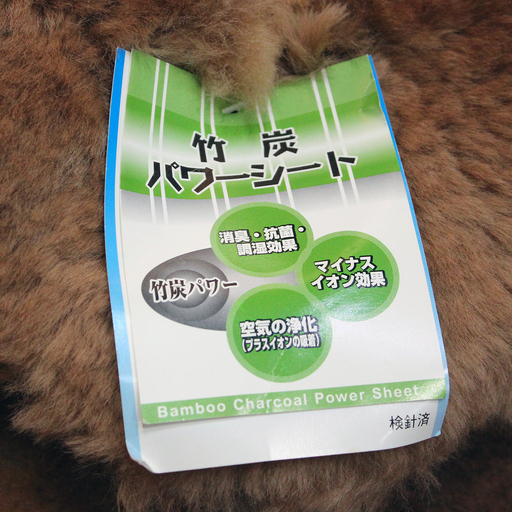 竹炭
パワーシート
消臭・抗菌・
調湿効果
竹炭パワー
マイナス
イオン効果
空気の浄化
(プラスイオンの吸着)
Bamboo Charcoal Power Sheet
検針済